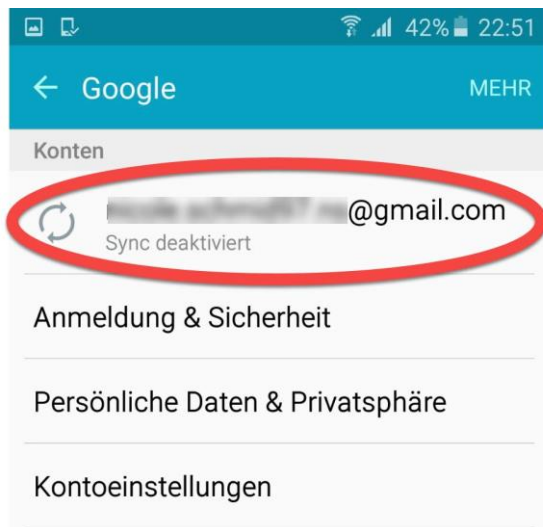 42% 22:51
Google MEHR
Konten
@gmail.com
Sync deaktiviert
Anmeldung & Sicherheit
Persönliche Daten & Privatsphäre
Kontoeinstellungen